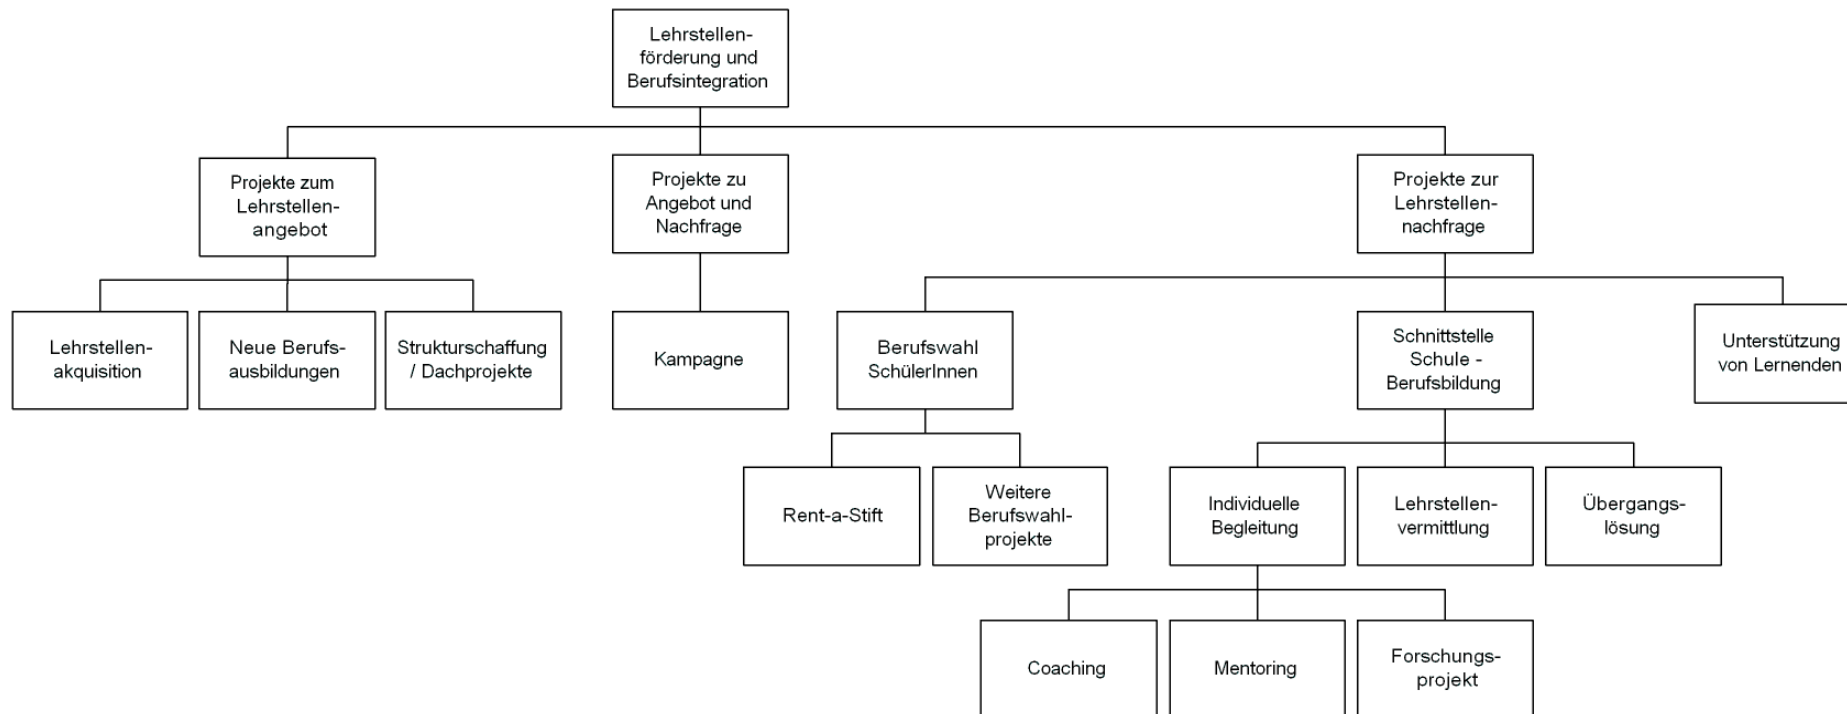 Lehrstellen-
förderung und
Berufsintegration
Projekte zum
Lehrstellen-
angebot
Projekte zu
Angebot und
Nachfrage
Projekte zur
Lehrstellen-
nachfrage
Lehrstellen-
akquisition
Neue Berufs-
ausbildungen
Strukturschaffung
/ Dachprojekte
Kampagne
Berufswahl
SchülerInnen
Schnittstelle
Schule -
Berufsbildung
Unterstützung
von Lernenden
Rent-a-Stift
Weitere
Berufswahl-
projekte
Individuelle
Begleitung
Lehrstellen-
vermittlung
Übergangs-
lösung
Coaching
Mentoring
Forschungs-
projekt